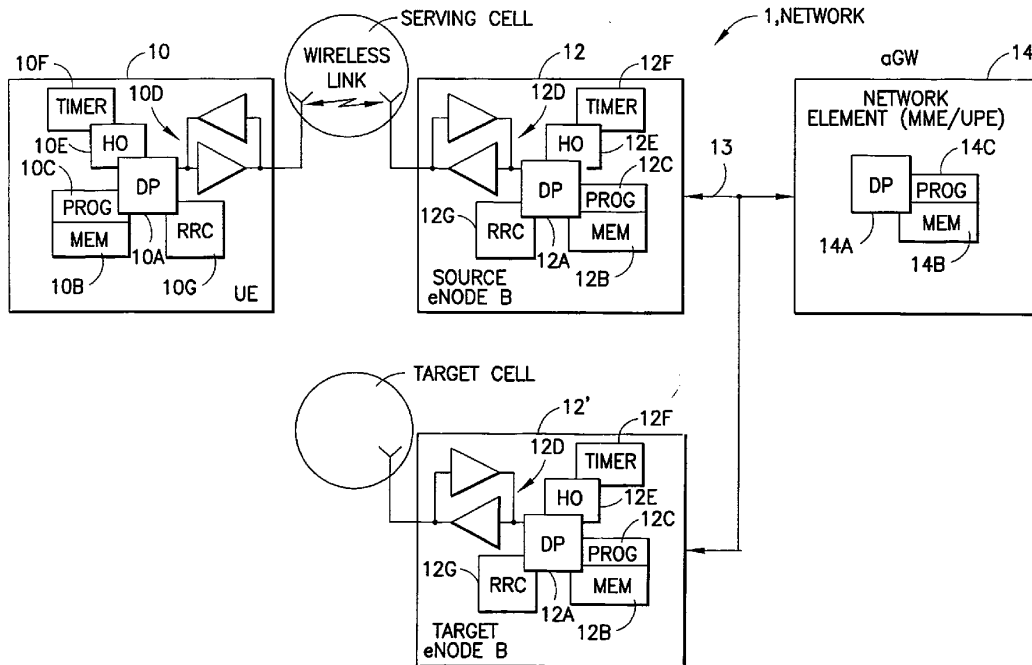 SERVING CELL
1, NETWORK
WIRELESS
LINK
10
10F
TIMER
10D
10E
HO
10C
DP
PROG
MEM
10A
RRC
10B
10G
UE
12
12F
TIMER
12D
HO
12E
12C
DP
PROG
12G
RRC
12A
MEM
SOURCE
eNODE B
12B
13
aGW
14
NETWORK
ELEMENT (MME/UPE)
14C
DP
PROG
MEM
14A
14B
TARGET CELL
12'
12F
12D
TIMER
HO
12E
12C
DP
PROG
12G
RRC
MEM
12A
12B
TARGET
eNODE B